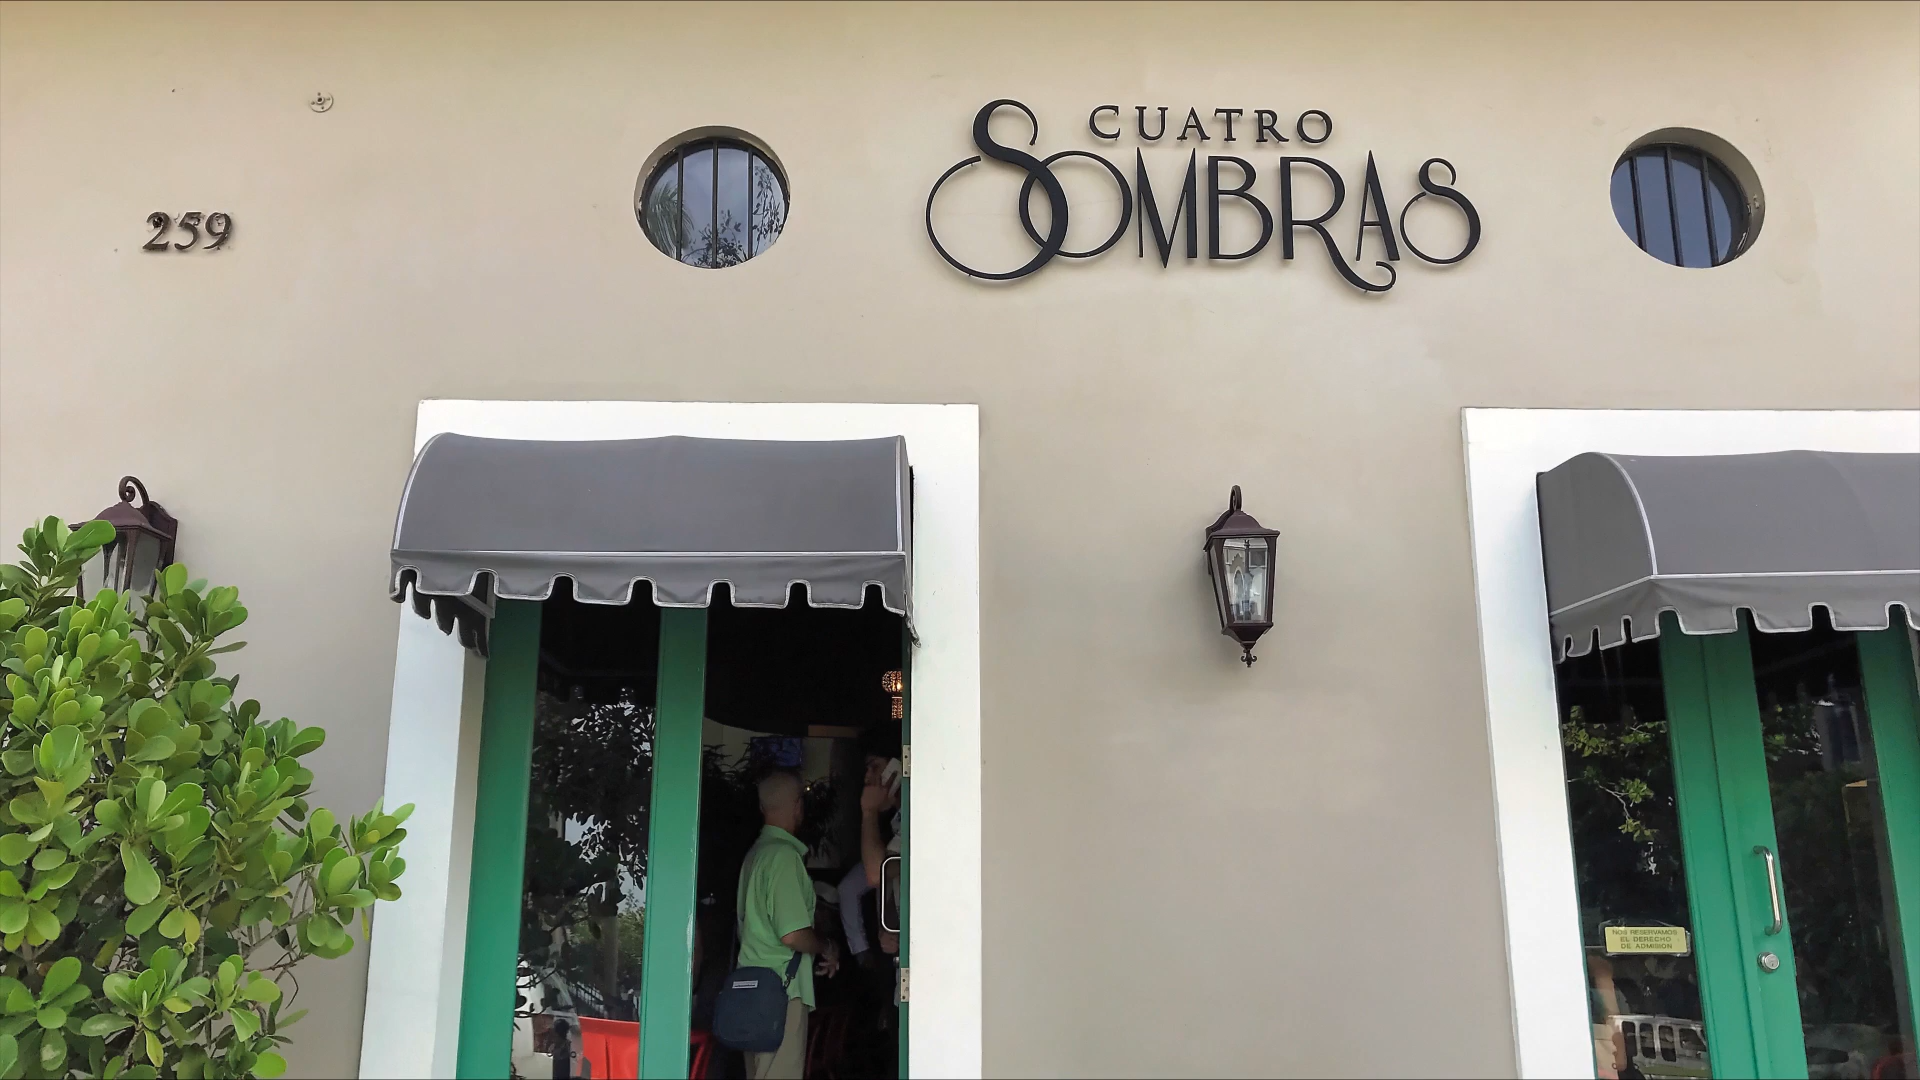 CUATRO
SOMBRAS
259
NOS RESERVAMOS
EL DERECHO
DE ADMISION